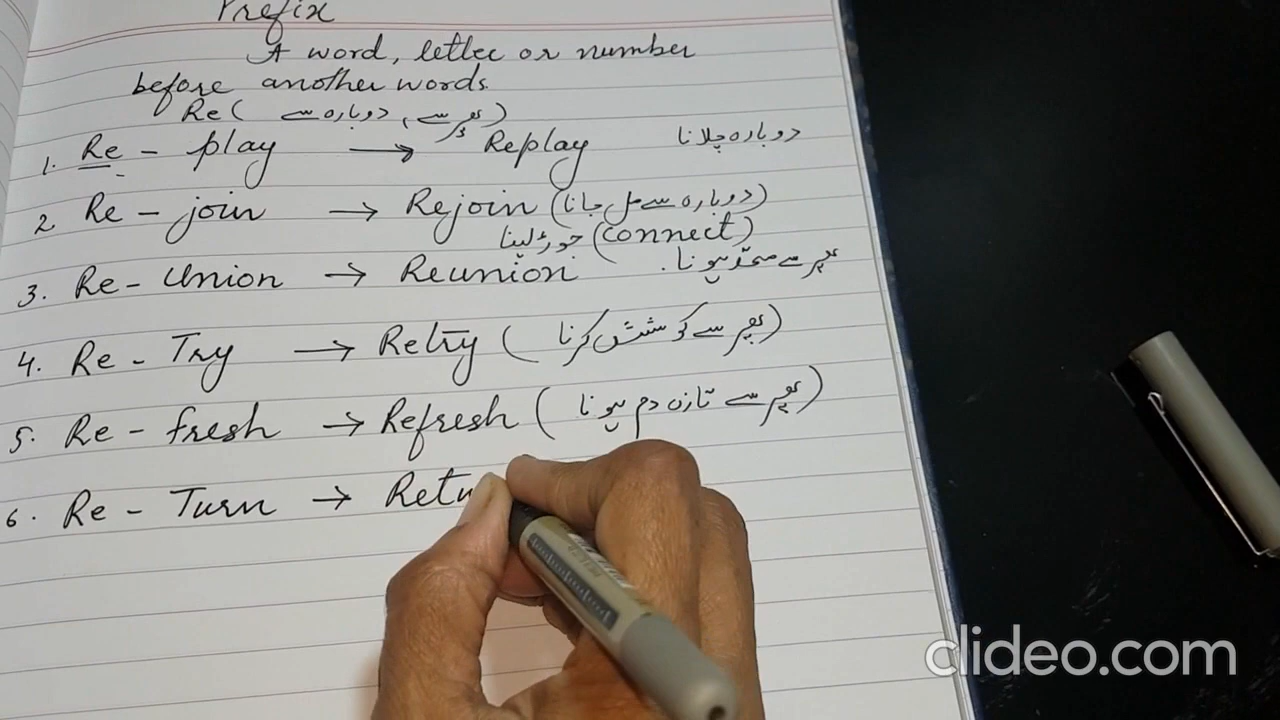 Prefix
A word, letter or number
before another words.
Re ( پھر سے, دوبارہ سے )
1. Re - play → Replay دوبارہ چلانا
2. Re - join → Rejoin (دوبارہ سے مل جانا)
جوڑ لینا (connect)
3. Re - Union → Reunion پھر سے متحد ہونا.
4. Re - Try → Retry ( پھر سے کوشش کرنا )
5. Re - fresh → Refresh ( پھر سے تازہ دم ہونا )
6. Re - Turn → Retu
clideo.com